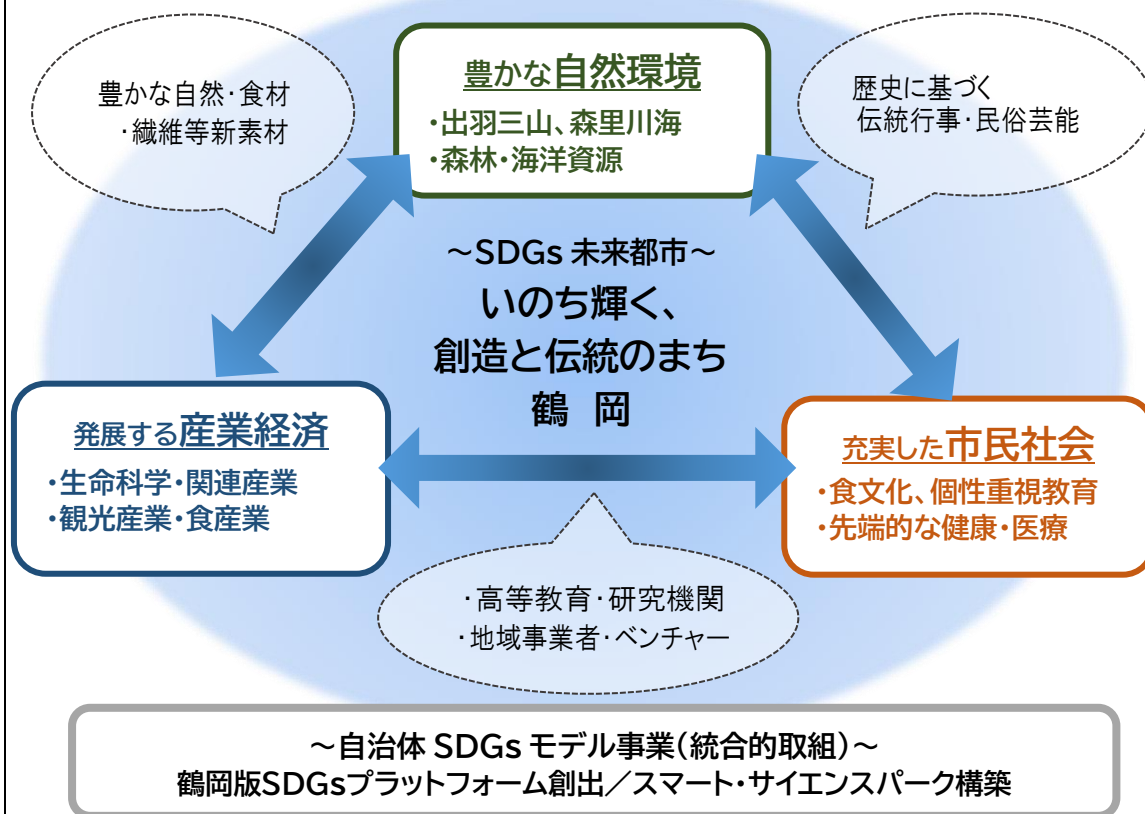 豊かな自然・食材
・繊維等新素材
豊かな自然環境
・出羽三山、森里川海
・森林・海洋資源
歴史に基づく
伝統行事・民俗芸能
～SDGs 未来都市～
いのち輝く、
創造と伝統のまち
鶴 岡
発展する産業経済
・生命科学・関連産業
・観光産業・食産業
充実した市民社会
・食文化、個性重視教育
・先端的な健康・医療
・高等教育・研究機関
・地域事業者・ベンチャー
～自治体 SDGs モデル事業(統合的取組)～
鶴岡版SDGsプラットフォーム創出／スマート・サイエンスパーク構築